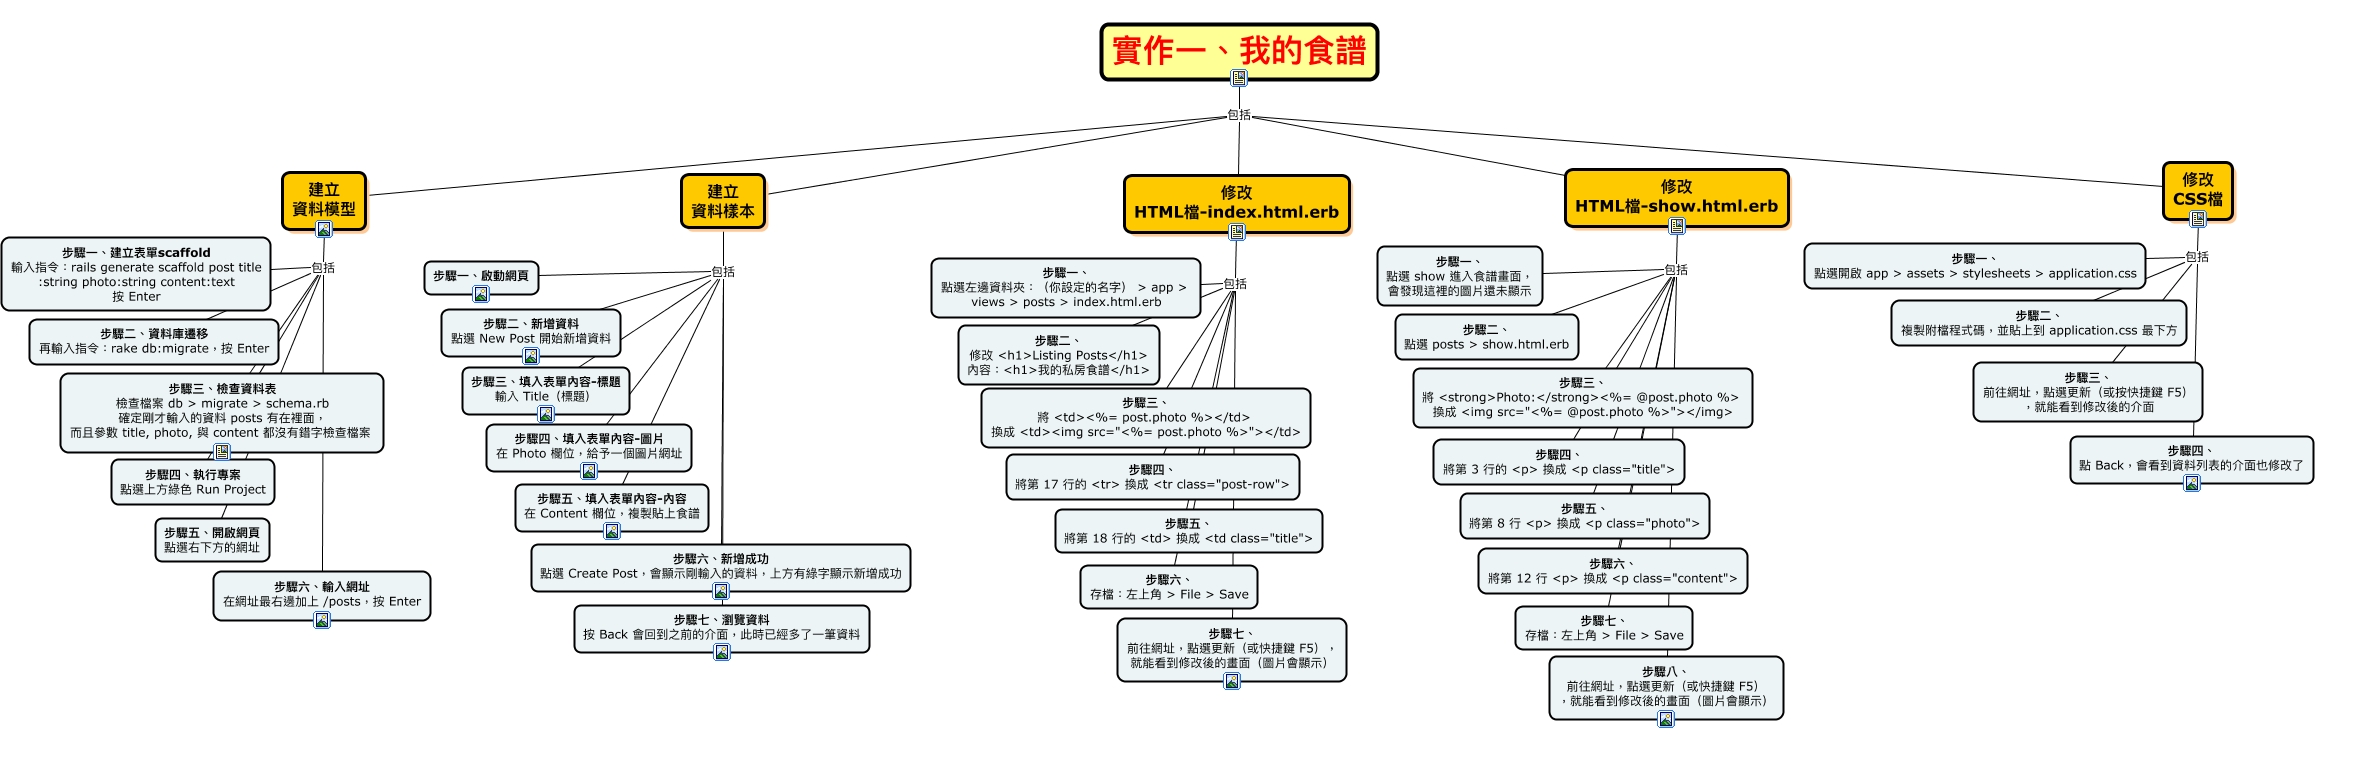 實作一、我的食譜
包括
建立
資料模型
包括
步驟一、建立表單scaffold
輸入指令：rails generate scaffold post title
:string photo:string content:text
按 Enter
步驟二、資料庫遷移
再輸入指令：rake db:migrate，按 Enter
步驟三、檢查資料表
檢查檔案 db > migrate > schema.rb
確定剛才輸入的資料 posts 有在裡面，
而且參數 title, photo, 與 content 都沒有錯字檢查檔案
步驟四、執行專案
點選上方綠色 Run Project
步驟五、開啟網頁
點選右下方的網址
步驟六、輸入網址
在網址最右邊加上 /posts，按 Enter
建立
資料樣本
包括
步驟一、啟動網頁
步驟二、新增資料
點選 New Post 開始新增資料
步驟三、填入表單內容-標題
輸入 Title（標題）
步驟四、填入表單內容-圖片
在 Photo 欄位，給予一個圖片網址
步驟五、填入表單內容-內容
在 Content 欄位，複製貼上食譜
步驟六、新增成功
點選 Create Post，會顯示剛輸入的資料，上方有綠字顯示新增成功
步驟七、瀏覽資料
按 Back 會回到之前的介面，此時已經多了一筆資料
修改
HTML檔-index.html.erb
包括
步驟一、
點選左邊資料夾：（你設定的名字） > app >
views > posts > index.html.erb
步驟二、
修改 <h1>Listing Posts</h1>
內容：<h1>我的私房食譜</h1>
步驟三、
將 <td><%= post.photo %></td>
換成 <td><img src="<%= post.photo %>"></td>
步驟四、
將第 17 行的 <tr> 換成 <tr class="post-row">
步驟五、
將第 18 行的 <td> 換成 <td class="title">
步驟六、
存檔：左上角 > File > Save
步驟七、
前往網址，點選更新（或快捷鍵 F5），
就能看到修改後的畫面（圖片會顯示）
修改
HTML檔-show.html.erb
包括
步驟一、
點選 show 進入食譜畫面，
會發現這裡的圖片還未顯示
步驟二、
點選 posts > show.html.erb
步驟三、
將 <strong>Photo:</strong><%= @post.photo %>
換成 <img src="<%= @post.photo %>"></img>
步驟四、
將第 3 行的 <p> 換成 <p class="title">
步驟五、
將第 8 行 <p> 換成 <p class="photo">
步驟六、
將第 12 行 <p> 換成 <p class="content">
步驟七、
存檔：左上角 > File > Save
步驟八、
前往網址，點選更新（或快捷鍵 F5）
，就能看到修改後的畫面（圖片會顯示）
修改
CSS檔
包括
步驟一、
點選開啟 app > assets > stylesheets > application.css
步驟二、
複製附檔程式碼，並貼上到 application.css 最下方
步驟三、
前往網址，點選更新（或按快捷鍵 F5）
，就能看到修改後的介面
步驟四、
點 Back，會看到資料列表的介面也修改了